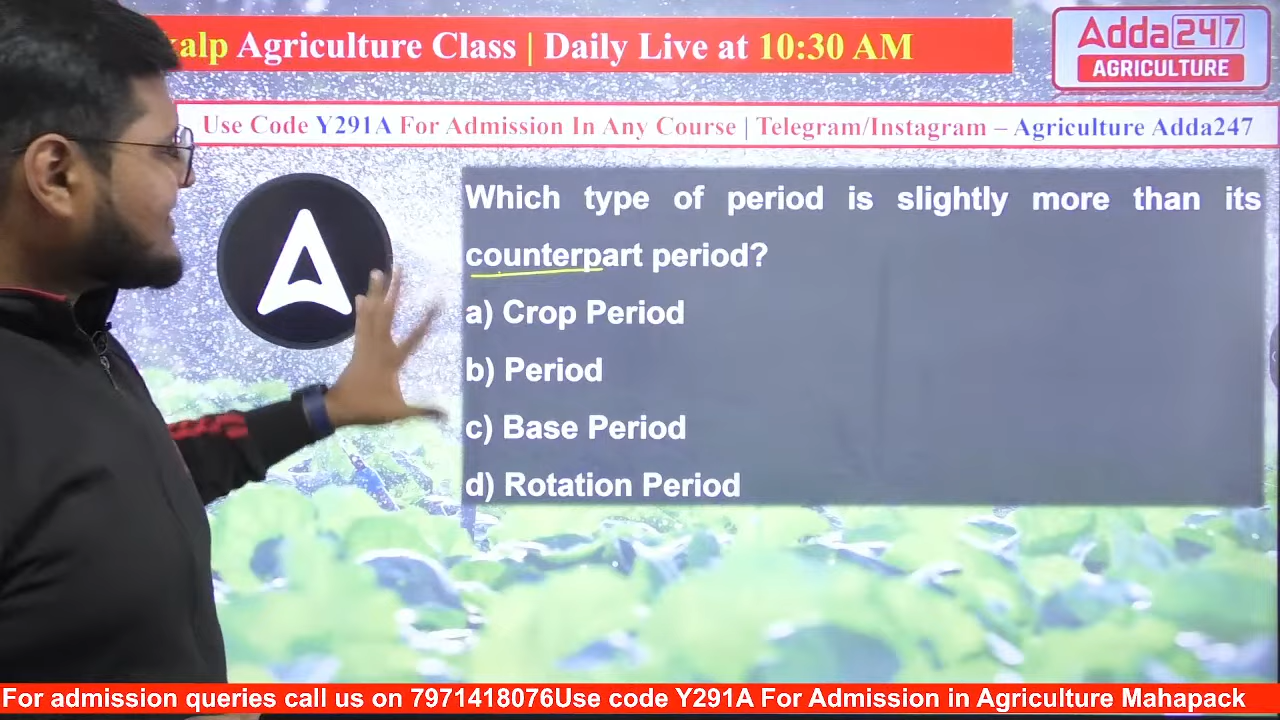 kalp Agriculture Class | Daily Live at 10:30 AM
Adda247
AGRICULTURE
Use Code Y291A For Admission In Any Course | Telegram/Instagram – Agriculture Adda247
Which type of period is slightly more than its
counterpart period?
a) Crop Period
b) Period
c) Base Period
d) Rotation Period
For admission queries call us on 7971418076Use code Y291A For Admission in Agriculture Mahapack